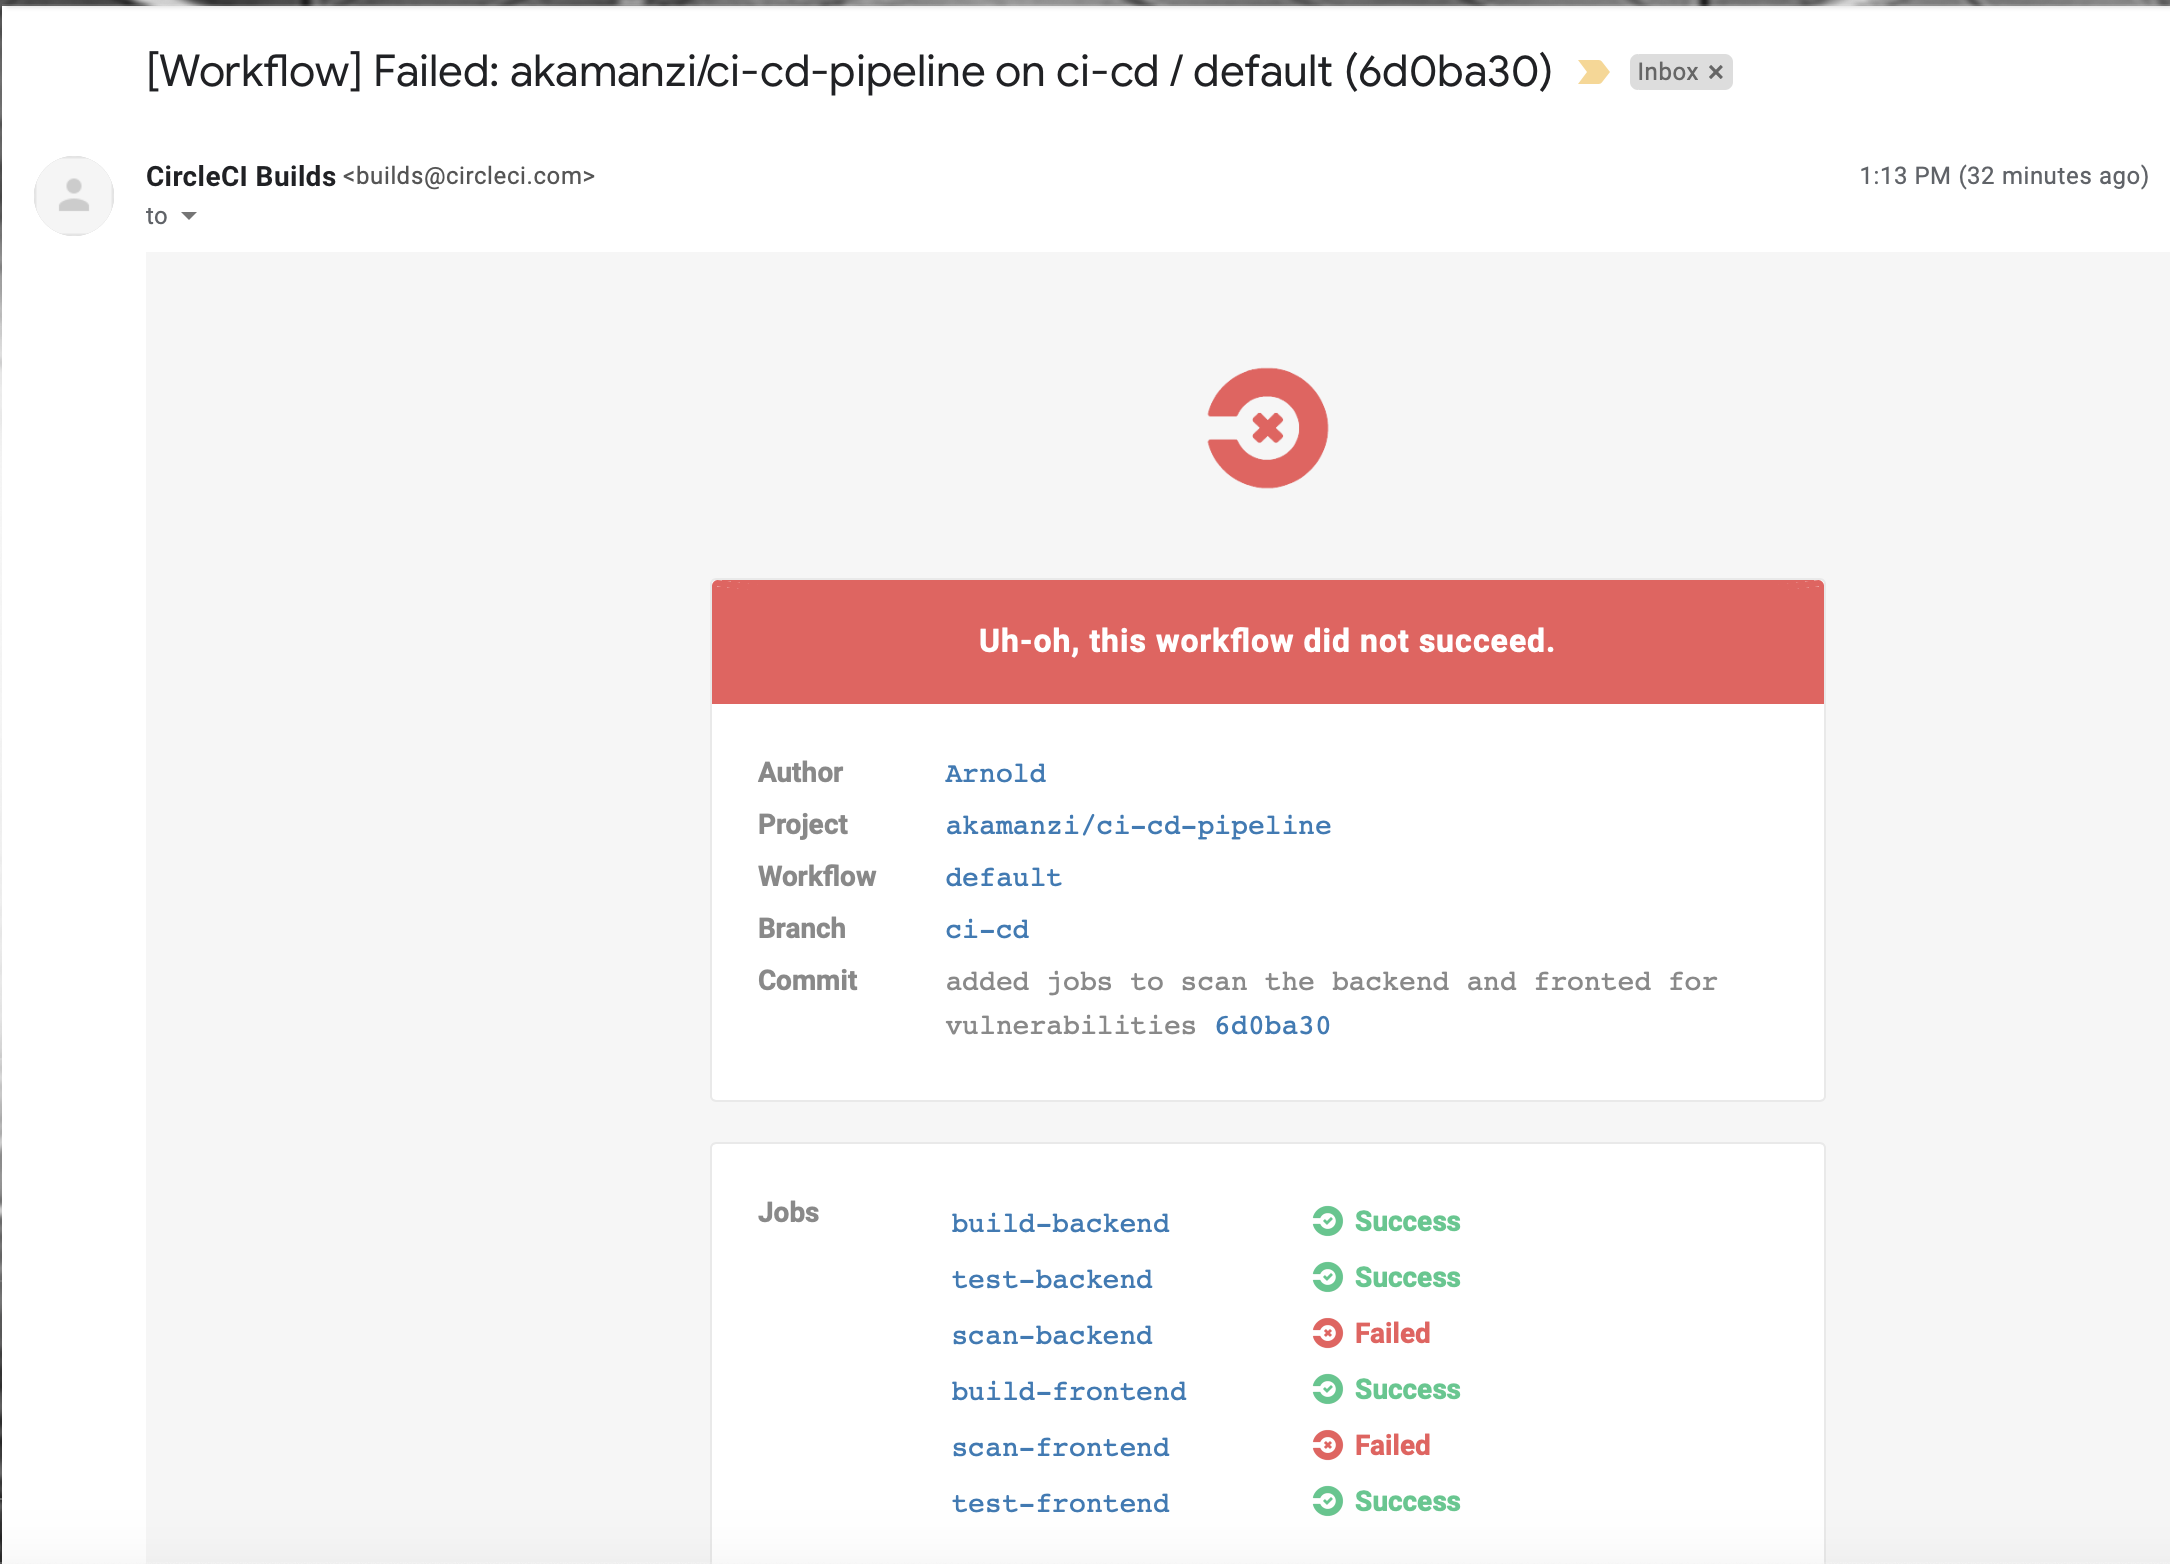 [Workflow] Failed: akamanzi/ci-cd-pipeline on ci-cd / default (6d0ba30) Inbox ×
CircleCI Builds <builds@circleci.com> 1:13 PM (32 minutes ago)
to
Uh-oh, this workflow did not succeed.
Author Arnold
Project akamanzi/ci-cd-pipeline
Workflow default
Branch ci-cd
Commit added jobs to scan the backend and fronted for
vulnerabilities 6d0ba30
Jobs build-backend Success
test-backend Success
scan-backend Failed
build-frontend Success
scan-frontend Failed
test-frontend Success